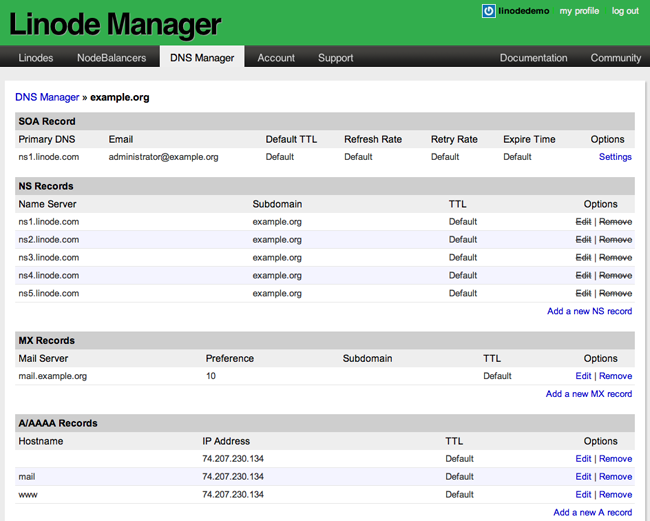 linodedemo my profile log out
Linode Manager
Linodes NodeBalancers DNS Manager Account Support Documentation Community
DNS Manager » example.org
SOA Record
Primary DNS Email Default TTL Refresh Rate Retry Rate Expire Time Options
ns1.linode.com administrator@example.org Default Default Default Default Settings
NS Records
Name Server Subdomain TTL Options
ns1.linode.com example.org Default Edit | Remove
ns2.linode.com example.org Default Edit | Remove
ns3.linode.com example.org Default Edit | Remove
ns4.linode.com example.org Default Edit | Remove
ns5.linode.com example.org Default Edit | Remove
Add a new NS record
MX Records
Mail Server Preference Subdomain TTL Options
mail.example.org 10 Default Edit | Remove
Add a new MX record
A/AAAA Records
Hostname IP Address TTL Options
74.207.230.134 Default Edit | Remove
mail 74.207.230.134 Default Edit | Remove
www 74.207.230.134 Default Edit | Remove
Add a new A record